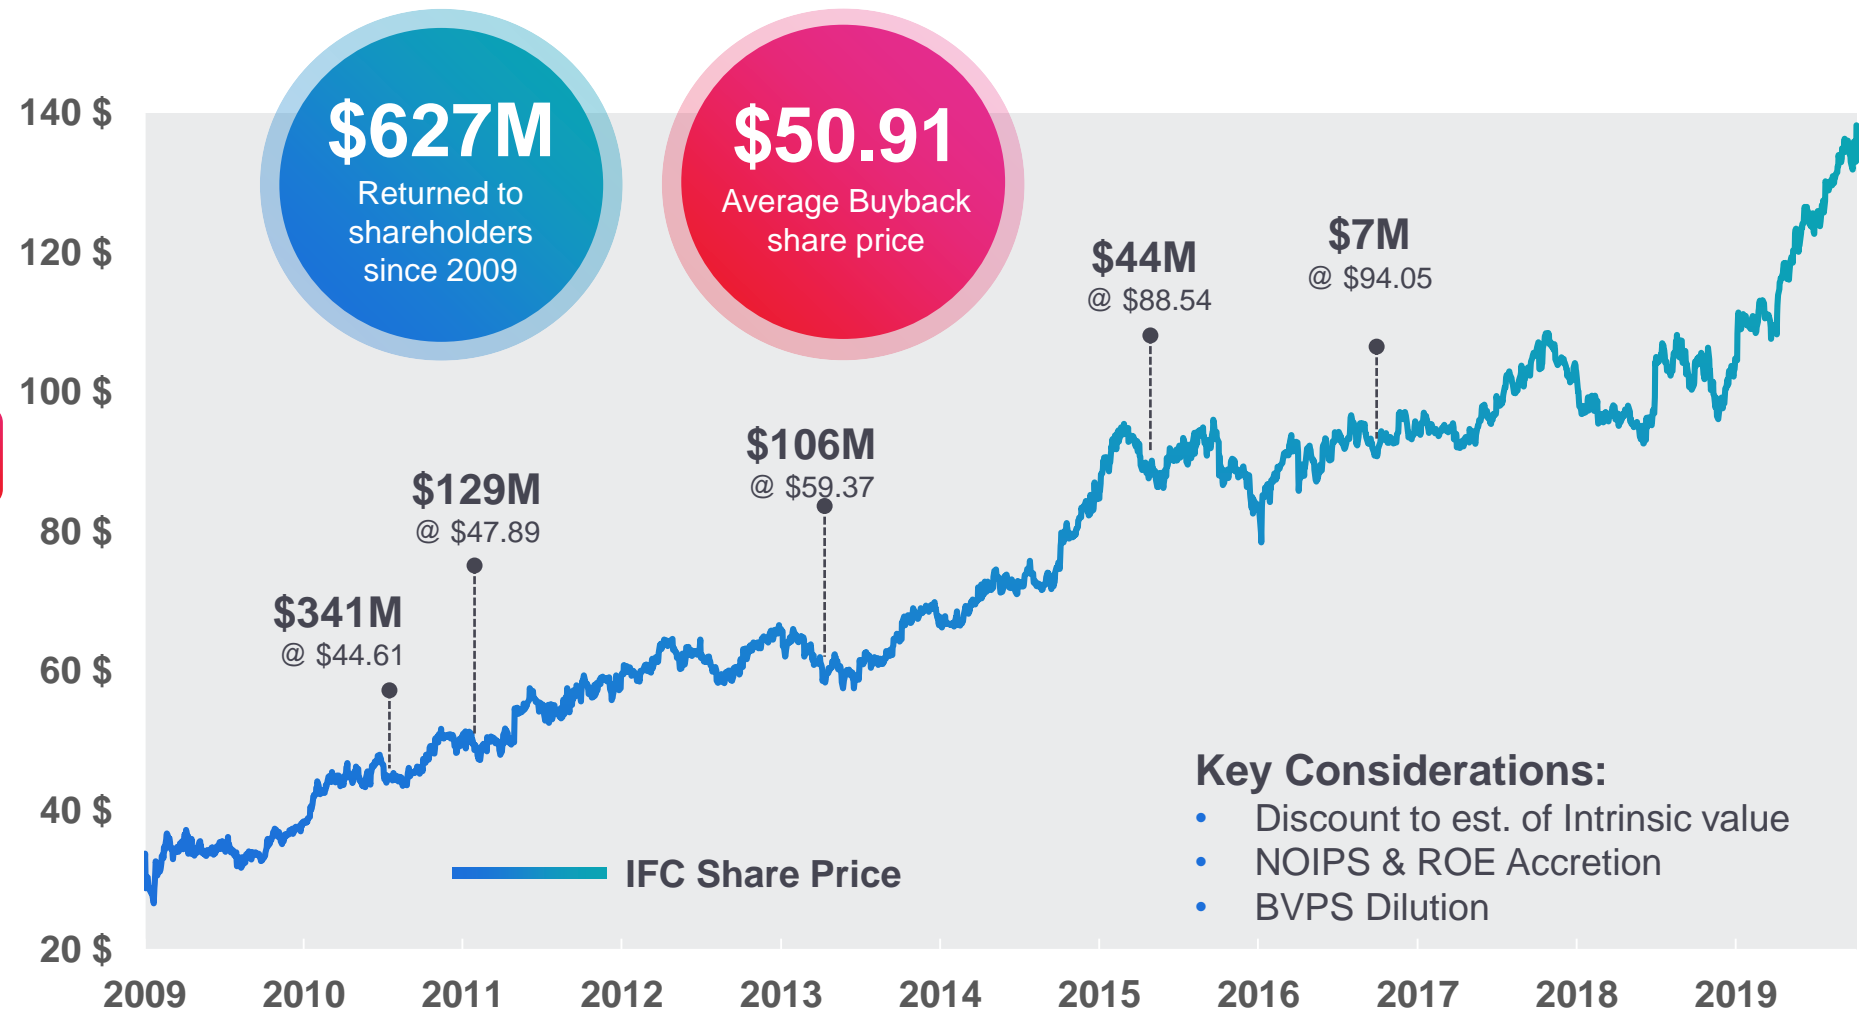 $627M
Returned to
shareholders
since 2009
$50.91
Average Buyback
share price
140 $
120 $
100 $
80 $
60 $
40 $
20 $
$341M
@ $44.61
$129M
@ $47.89
$106M
@ $59.37
$44M
@ $88.54
$7M
@ $94.05
Key Considerations:
• Discount to est. of Intrinsic value
• NOIPS & ROE Accretion
• BVPS Dilution
IFC Share Price
2009 2010 2011 2012 2013 2014 2015 2016 2017 2018 2019